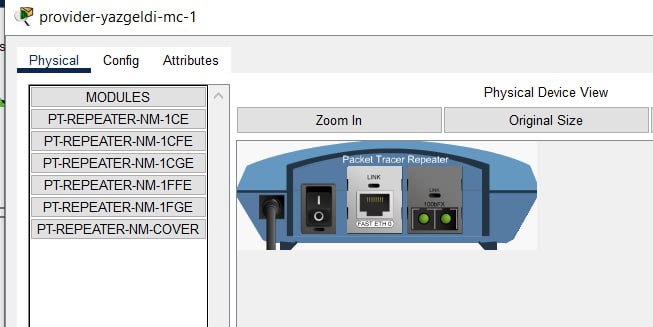 provider-yazgeldi-mc-1
Physical Config Attributes
MODULES
PT-REPEATER-NM-1CE
PT-REPEATER-NM-1CFE
PT-REPEATER-NM-1CGE
PT-REPEATER-NM-1FFE
PT-REPEATER-NM-1FGE
PT-REPEATER-NM-COVER
Physical Device View
Zoom In Original Size
Packet Tracer Repeater
LINK LINK
100bFX
FAST ETH 0